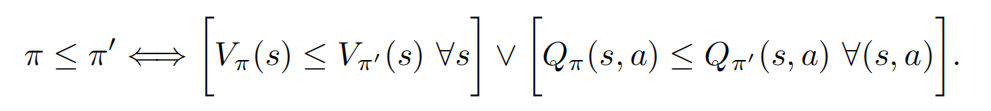 π ≤ π′ ⟺ [V_π(s) ≤ V_π′(s) ∀s] ∨ [Q_π(s, a) ≤ Q_π′(s, a) ∀(s, a)].